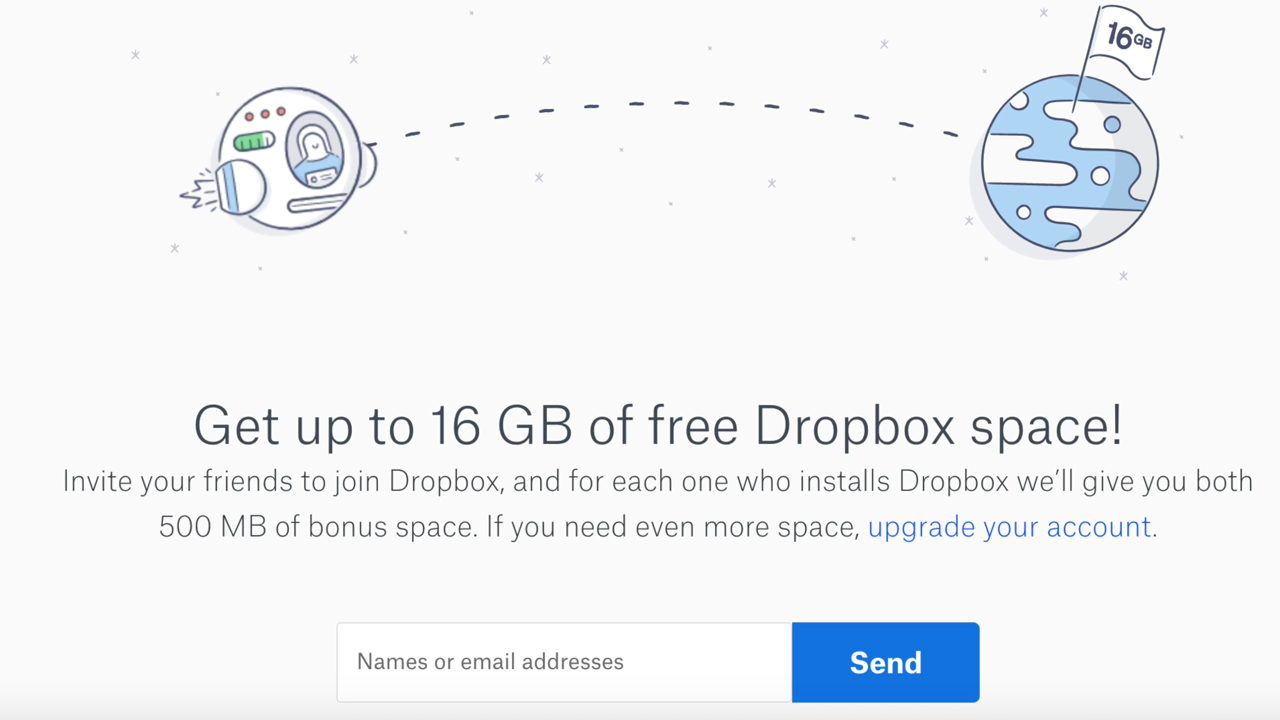 16GB
Get up to 16 GB of free Dropbox space!
Invite your friends to join Dropbox, and for each one who installs Dropbox we’ll give you both
500 MB of bonus space. If you need even more space, upgrade your account.
Names or email addresses
Send